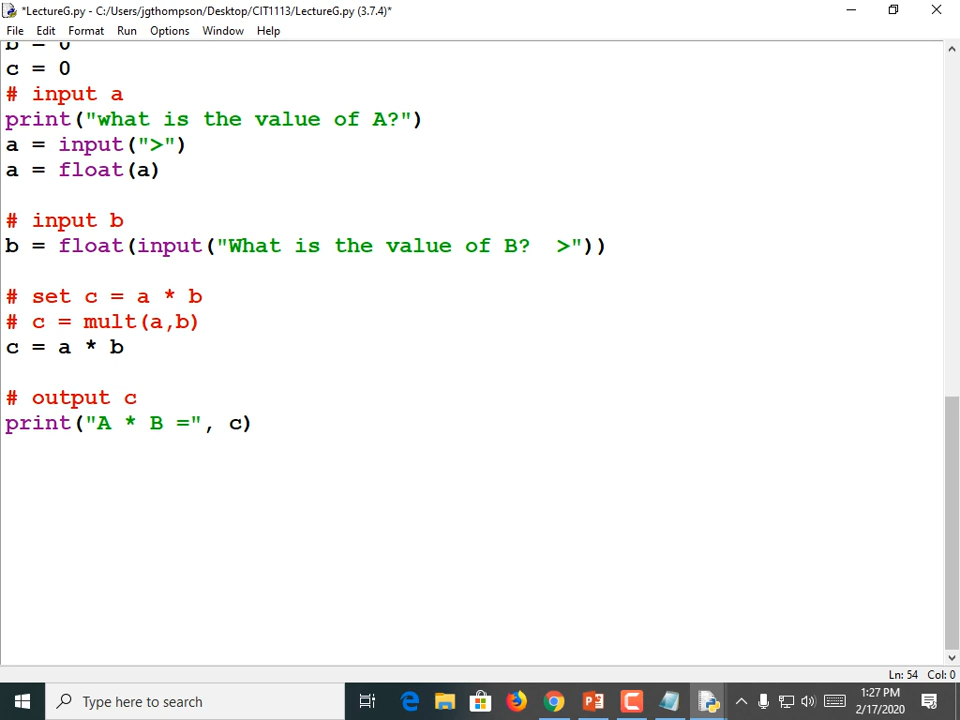 *LectureG.py - C:/Users/jgthompson/Desktop/CIT1113/LectureG.py (3.7.4)*
File Edit Format Run Options Window Help
b = 0
c = 0
# input a
print("what is the value of A?")
a = input(">")
a = float(a)
# input b
b = float(input("What is the value of B?  >"))
# set c = a * b
# c = mult(a,b)
c = a * b
# output c
print("A * B =", c)
Ln: 54 Col: 0
Type here to search
1:27 PM
2/17/2020